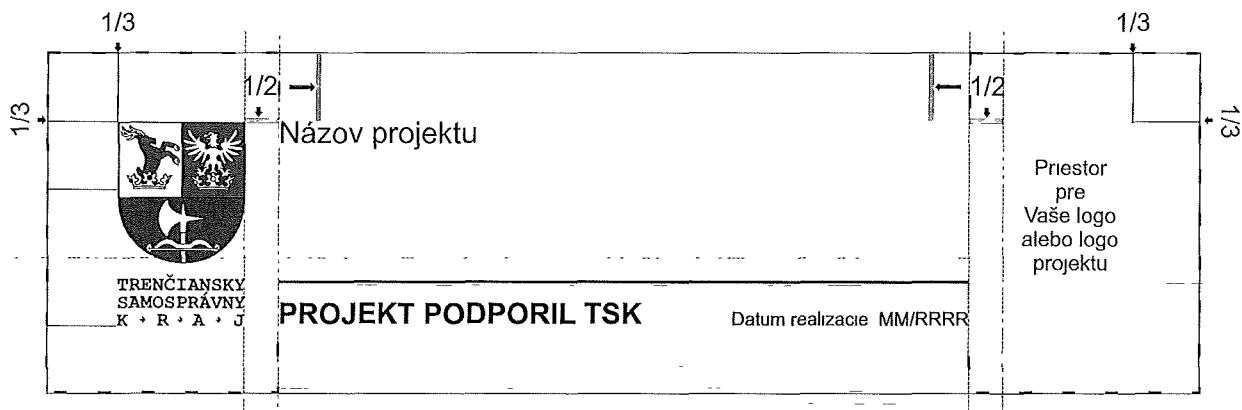 1/3
1/3
1/2
1/2
1/3
1/3
Názov projektu
Priestor
pre
Vaše logo
alebo logo
projektu
TRENČIANSKY
SAMOSPRÁVNY
K • R • A • J
PROJEKT PODPORIL TSK
Datum realizacie MM/RRRR